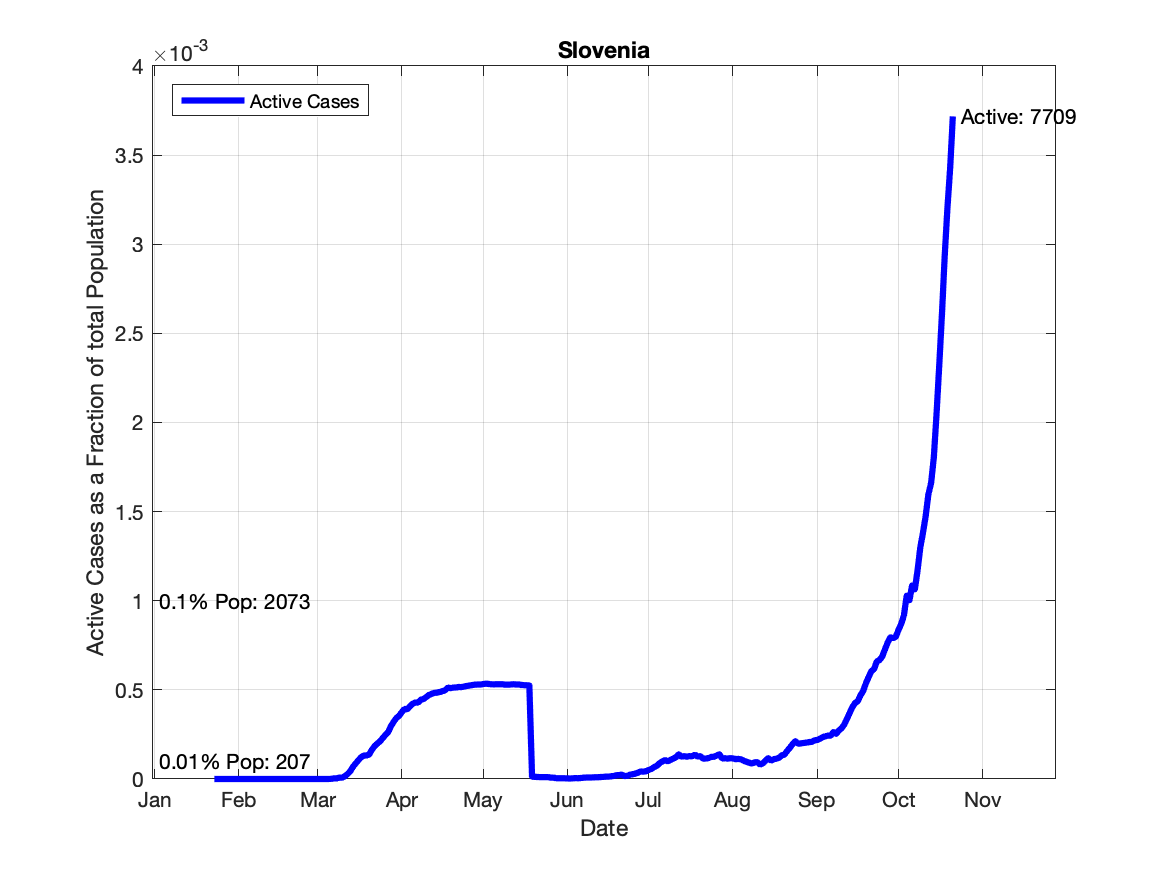 Slovenia
×10-3
Active Cases
Active: 7709
4
3.5
3
2.5
2
1.5
1
0.5
0
0.1% Pop: 2073
0.01% Pop: 207
Active Cases as a Fraction of total Population
Jan Feb Mar Apr May Jun Jul Aug Sep Oct Nov
Date